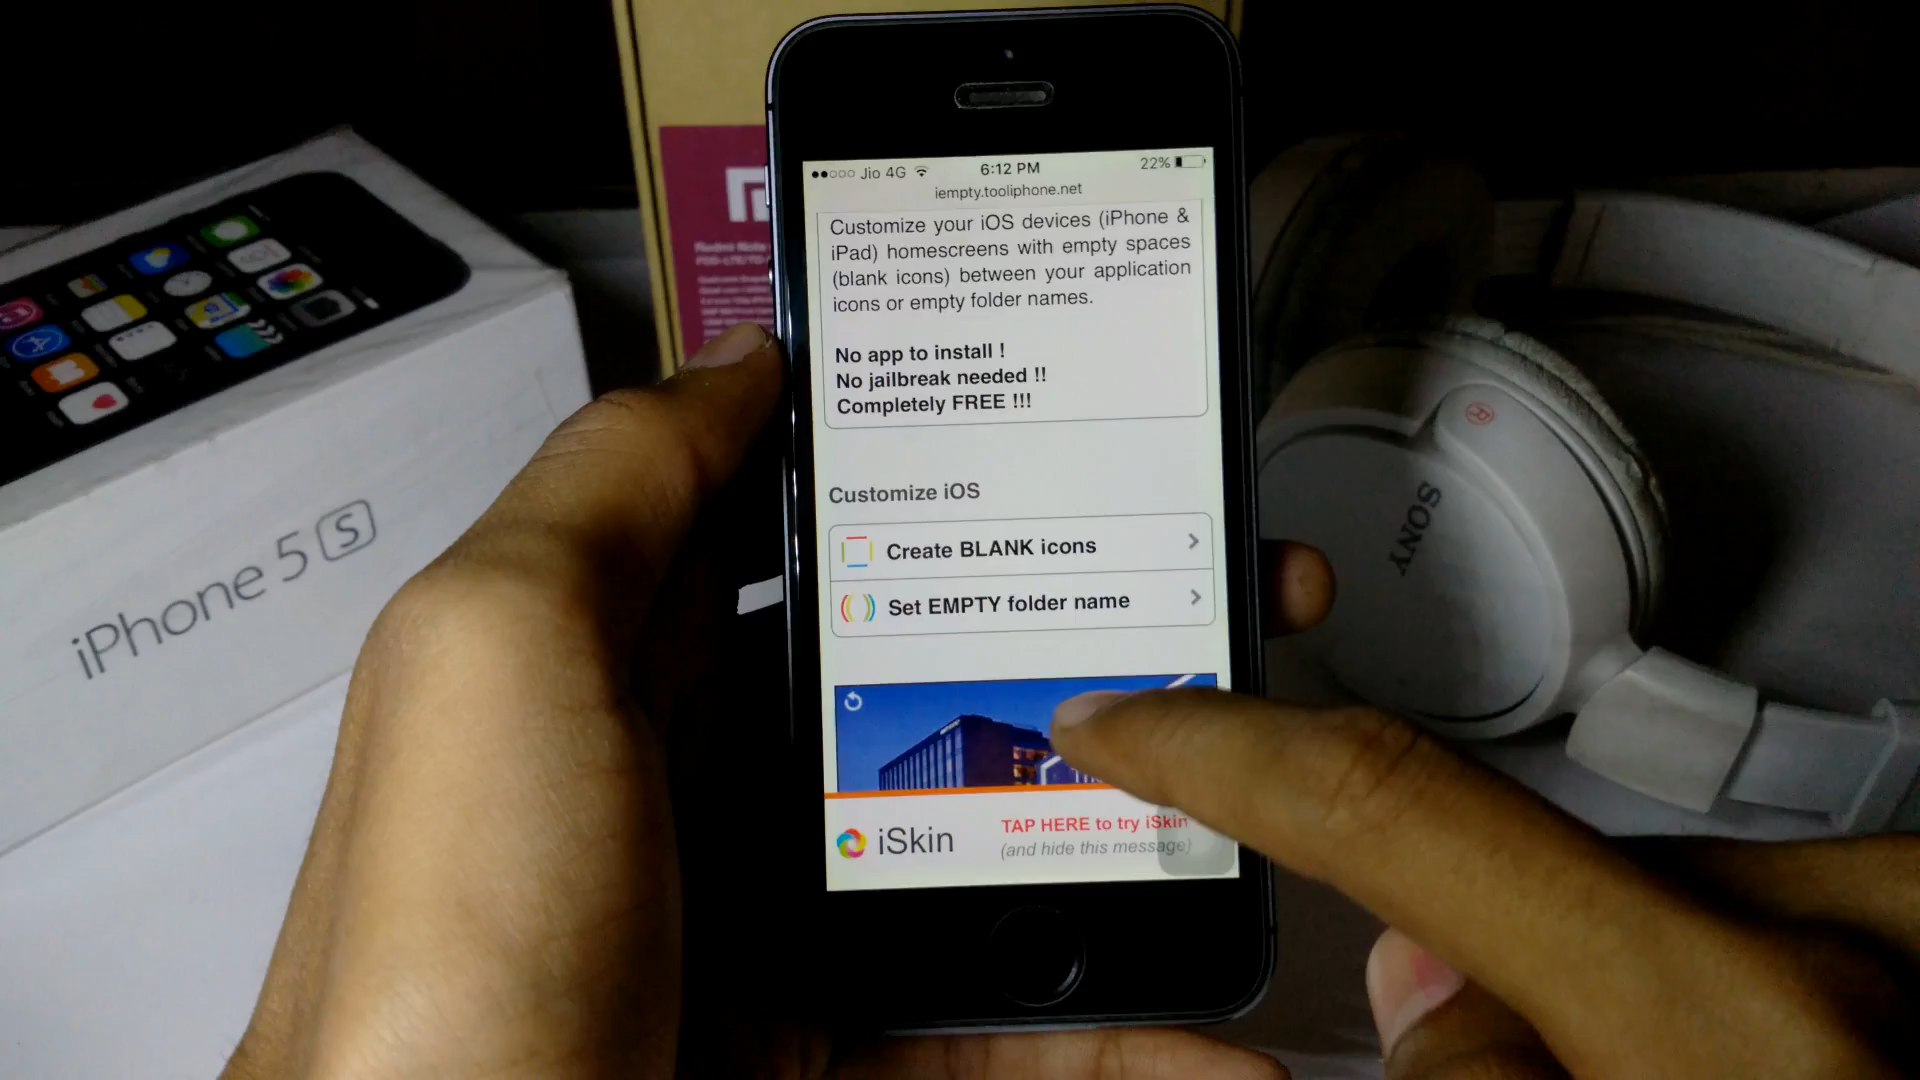 Jio 4G
6:12 PM
22%
iempty.tooliphone.net
Customize your iOS devices (iPhone &
iPad) homescreens with empty spaces
(blank icons) between your application
icons or empty folder names.
No app to install !
No jailbreak needed !!
Completely FREE !!!
Customize iOS
Create BLANK icons
Set EMPTY folder name
iSkin
TAP HERE to try iSkin
(and hide this message)
iPhone 5s
Redmi Note
SONY
R